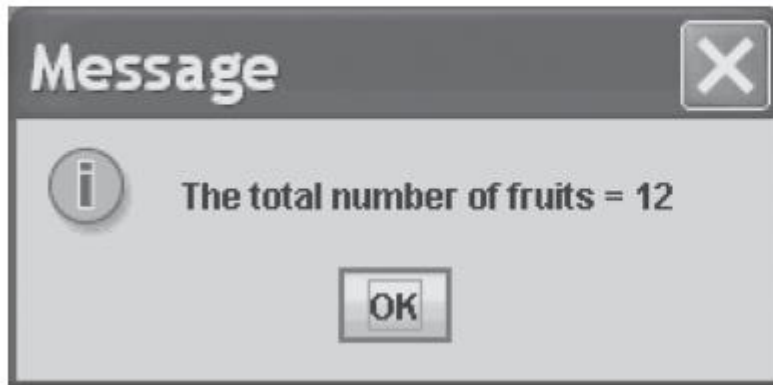 Message
i
The total number of fruits = 12
OK